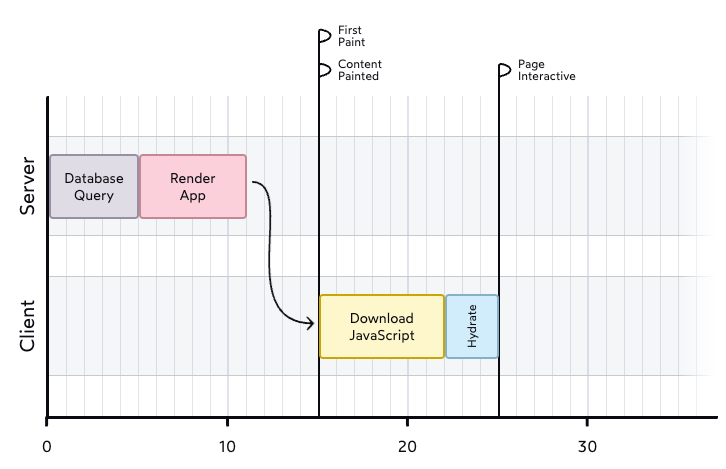 First
Paint
Content
Painted
Page
Interactive
Server
Database
Query
Render
App
Client
Download
JavaScript
Hydrate
0
10
20
30